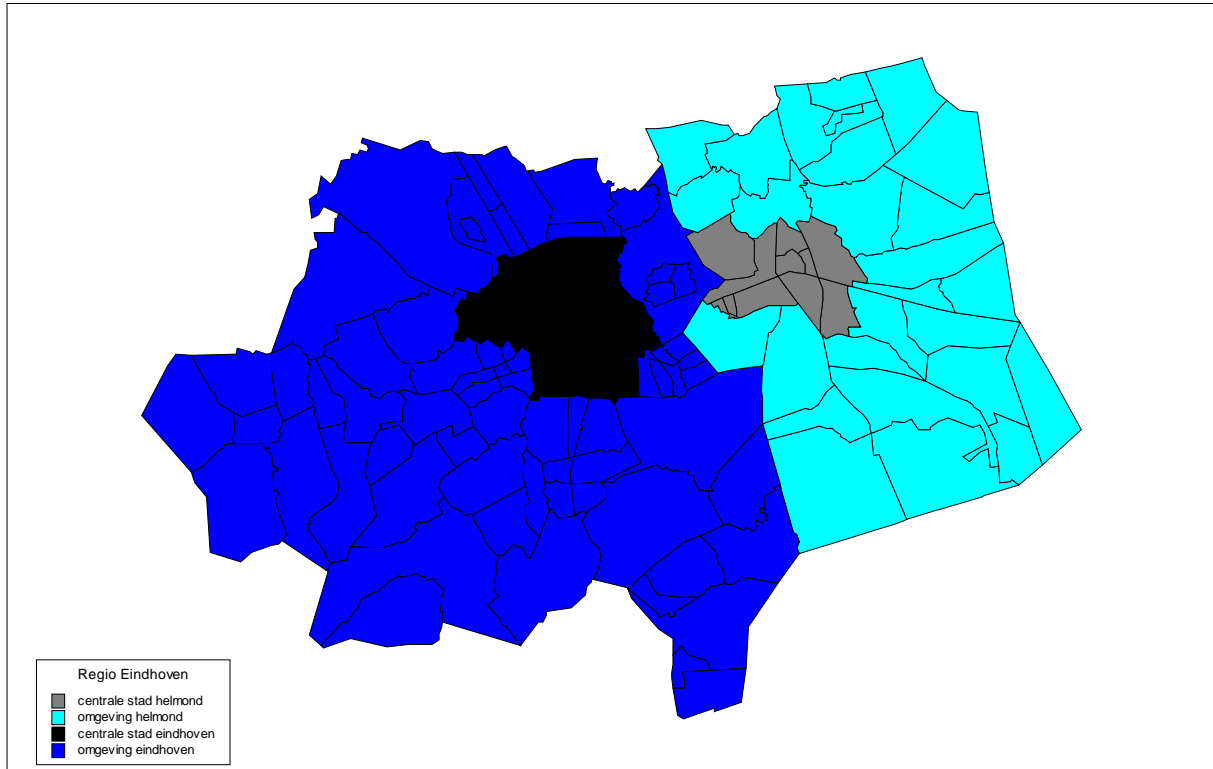 Regio Eindhoven
centrale stad helmond
omgeving helmond
centrale stad eindhoven
omgeving eindhoven